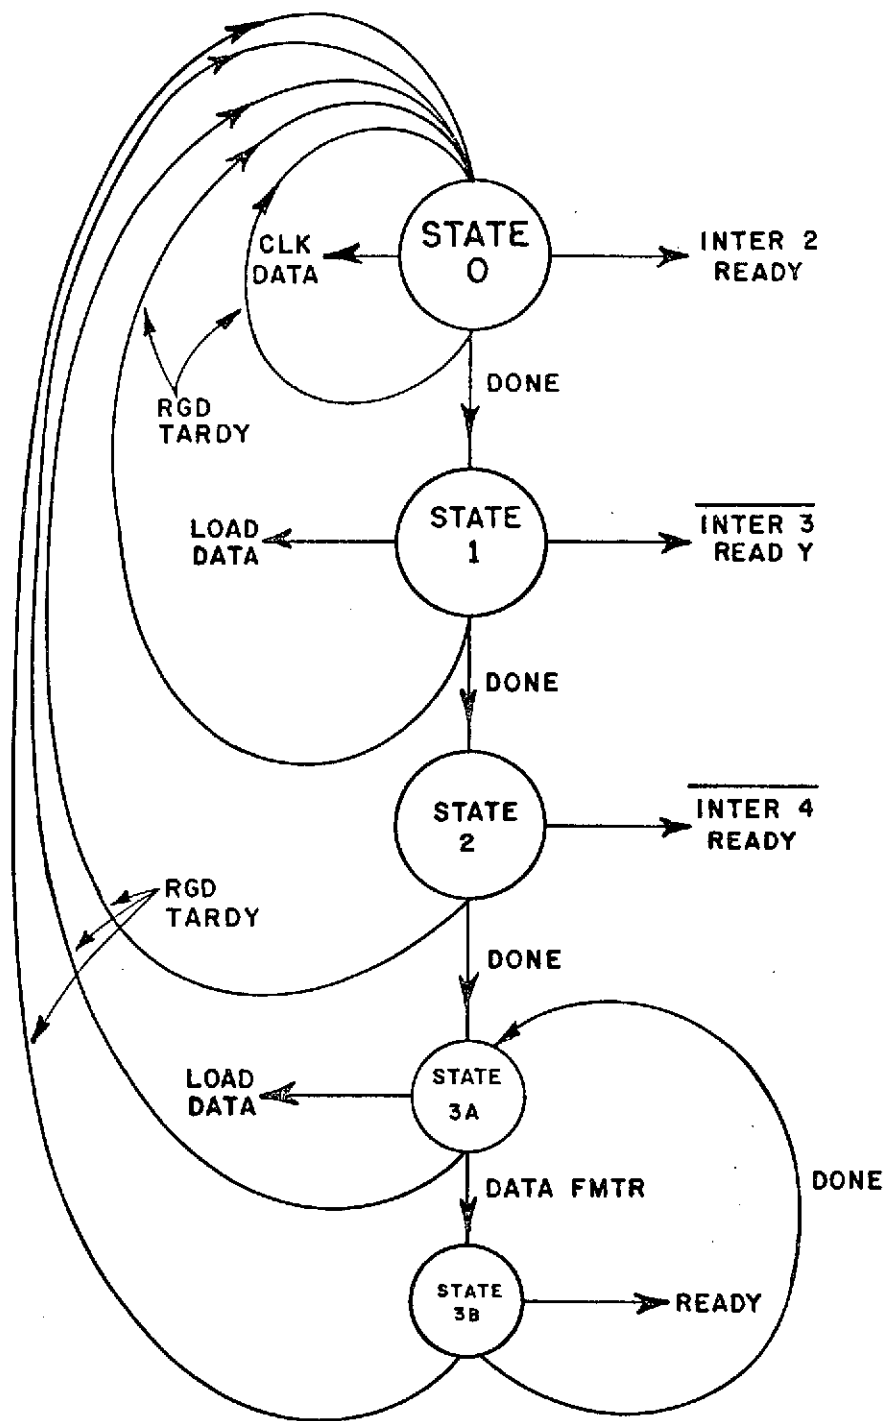 STATE
0
CLK
DATA
INTER 2
READY
DONE
RGD
TARDY
STATE
1
LOAD
DATA
INTER 3
READ Y
DONE
STATE
2
INTER 4
READY
RGD
TARDY
DONE
STATE
3A
LOAD
DATA
DATA FMTR
DONE
STATE
3B
READY